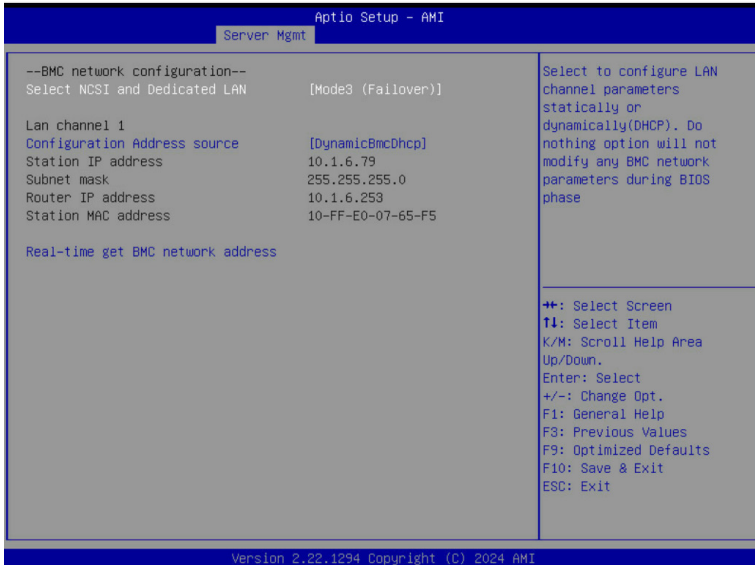 Aptio Setup - AMI
Server Mgmt
--BMC network configuration--
Select NCSI and Dedicated LAN [Mode3 (Failover)]
Lan channel 1
Configuration Address source [DynamicBmcDhcp]
Station IP address 10.1.6.79
Subnet mask 255.255.255.0
Router IP address 10.1.6.253
Station MAC address 10-FF-E0-07-65-F5
Real-time get BMC network address
Select to configure LAN
channel parameters
statically or
dynamically(DHCP). Do
nothing option will not
modify any BMC network
parameters during BIOS
phase
→←: Select Screen
↑↓: Select Item
K/M: Scroll Help Area
Up/Down.
Enter: Select
+/-: Change Opt.
F1: General Help
F3: Previous Values
F9: Optimized Defaults
F10: Save & Exit
ESC: Exit
Version 2.22.1294 Copyright (C) 2024 AMI